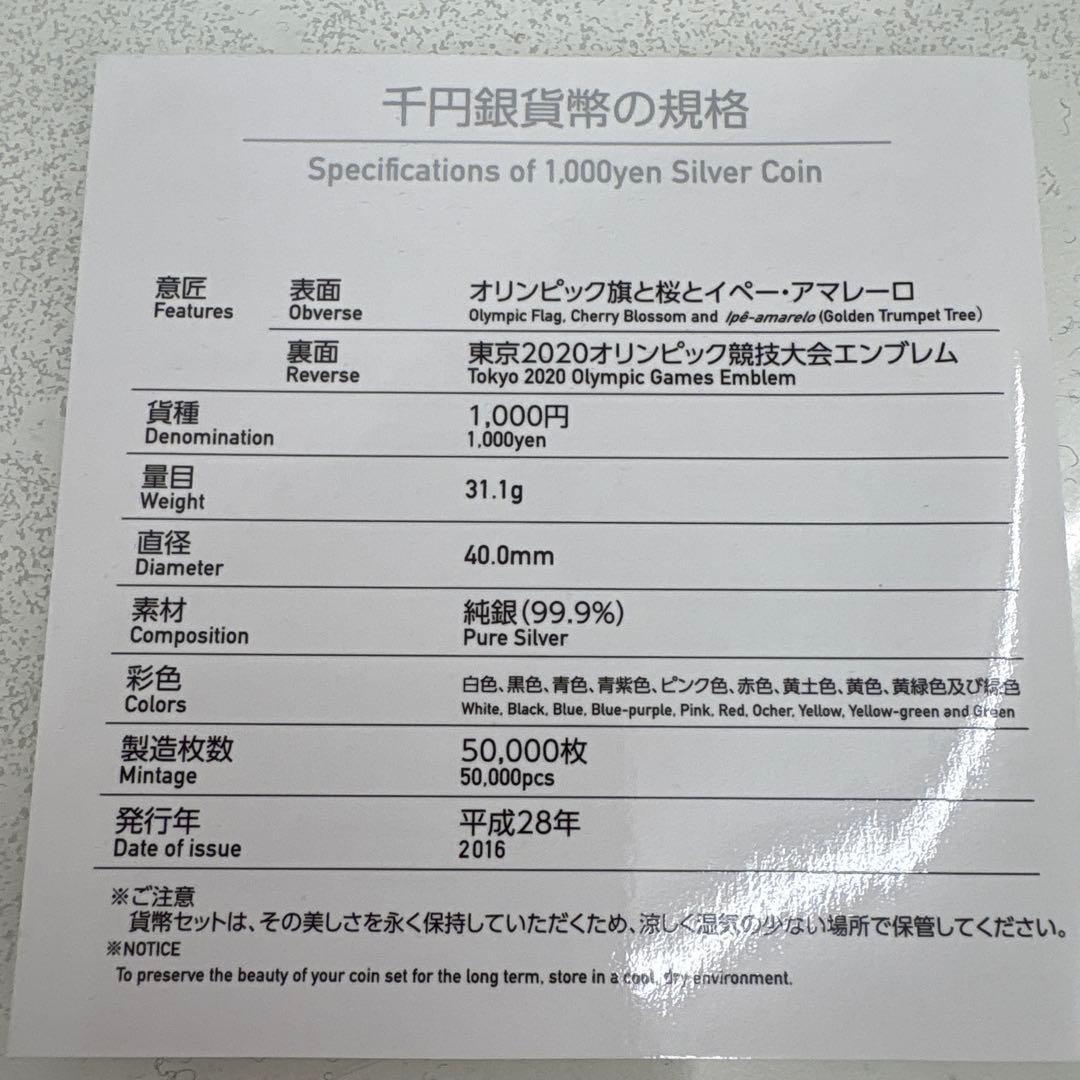 千円銀貨幣の規格
Specifications of 1,000yen Silver Coin
意匠 表面 オリンピック旗と桜とイペー・アマレーロ
Features Obverse Olympic Flag, Cherry Blossom and Ipê-amarelo (Golden Trumpet Tree)
裏面 東京2020オリンピック競技大会エンブレム
Reverse Tokyo 2020 Olympic Games Emblem
貨種 1,000円
Denomination 1,000yen
量目 31.1g
Weight
直径 40.0mm
Diameter
素材 純銀(99.9%)
Composition Pure Silver
彩色 白色、黒色、青色、青紫色、ピンク色、赤色、黄土色、黄色、黄緑色及び緑色
Colors White, Black, Blue, Blue-purple, Pink, Red, Ocher, Yellow, Yellow-green and Green
製造枚数 50,000枚
Mintage 50,000pcs
発行年 平成28年
Date of issue 2016
※ご注意
貨幣セットは、その美しさを永く保持していただくため、涼しく湿気の少ない場所で保管してください。
※NOTICE
To preserve the beauty of your coin set for the long term, store in a cool, dry environment.